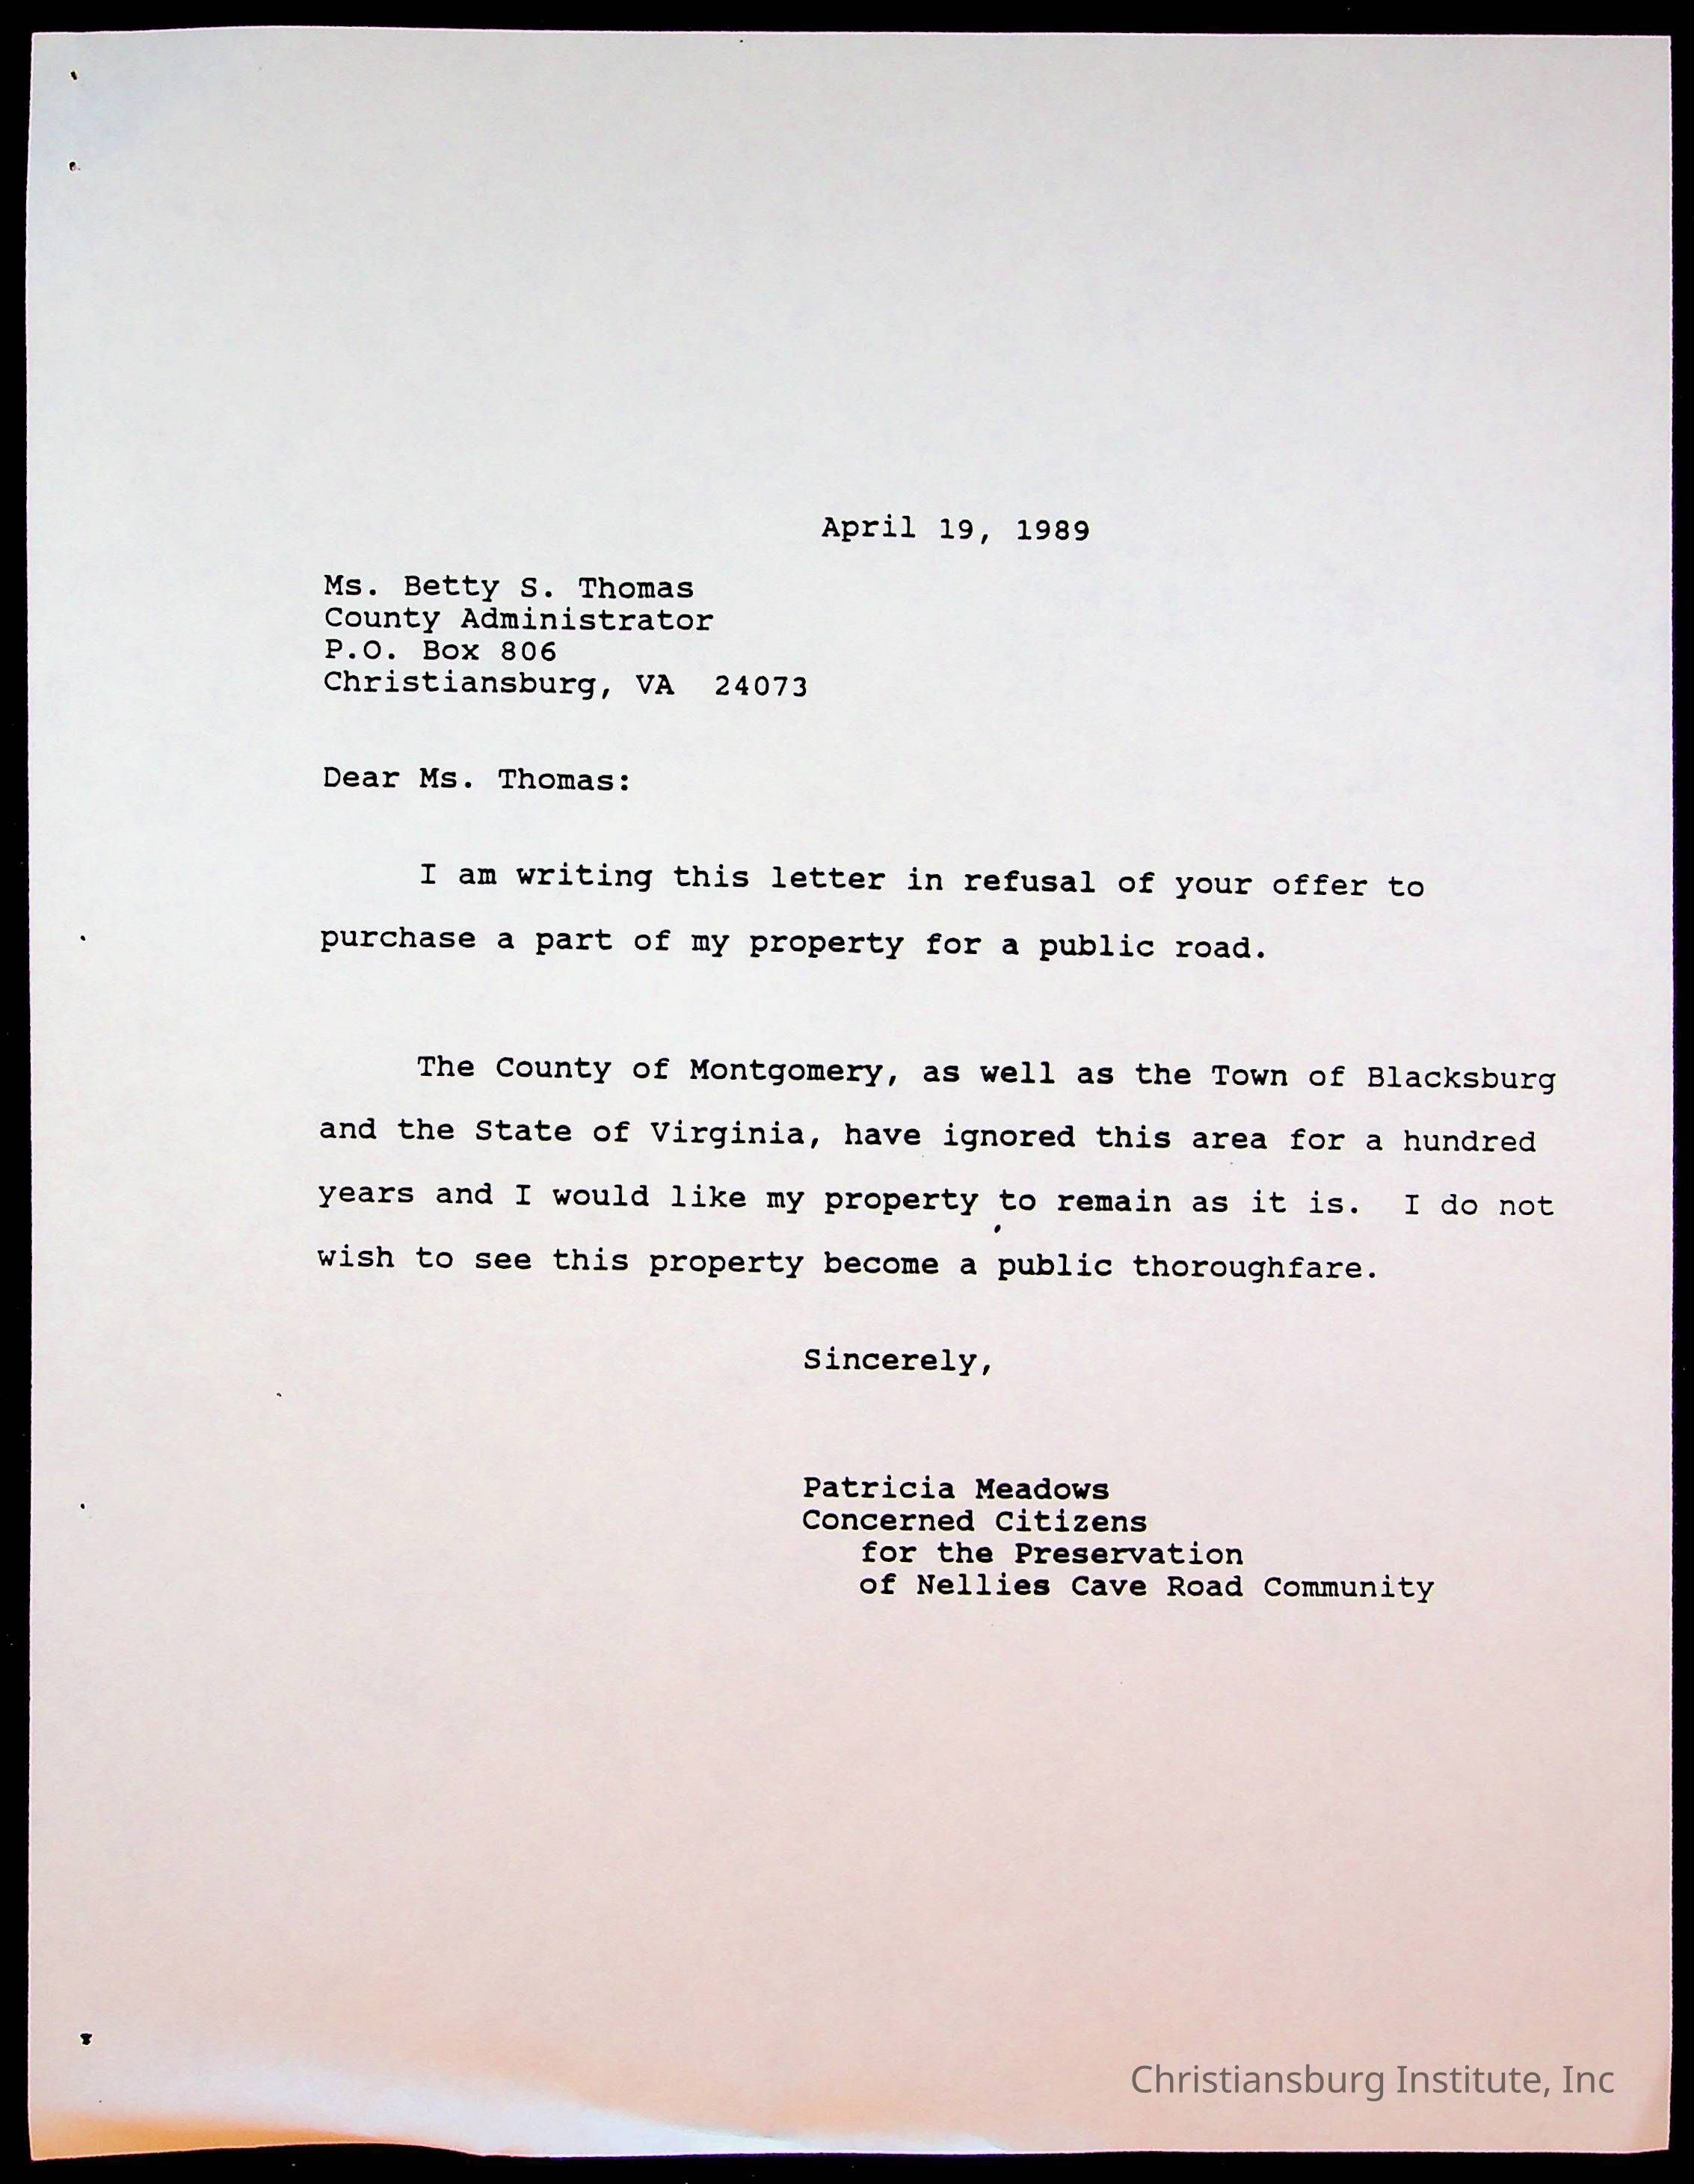 April 19, 1989
Ms. Betty S. Thomas
County Administrator
P.O. Box 806
Christiansburg, VA  24073
Dear Ms. Thomas:
I am writing this letter in refusal of your offer to
purchase a part of my property for a public road.
The County of Montgomery, as well as the Town of Blacksburg
and the State of Virginia, have ignored this area for a hundred
years and I would like my property to remain as it is.  I do not
wish to see this property become a public thoroughfare.
Sincerely,
Patricia Meadows
Concerned Citizens
for the Preservation
of Nellies Cave Road Community
Christiansburg Institute, Inc